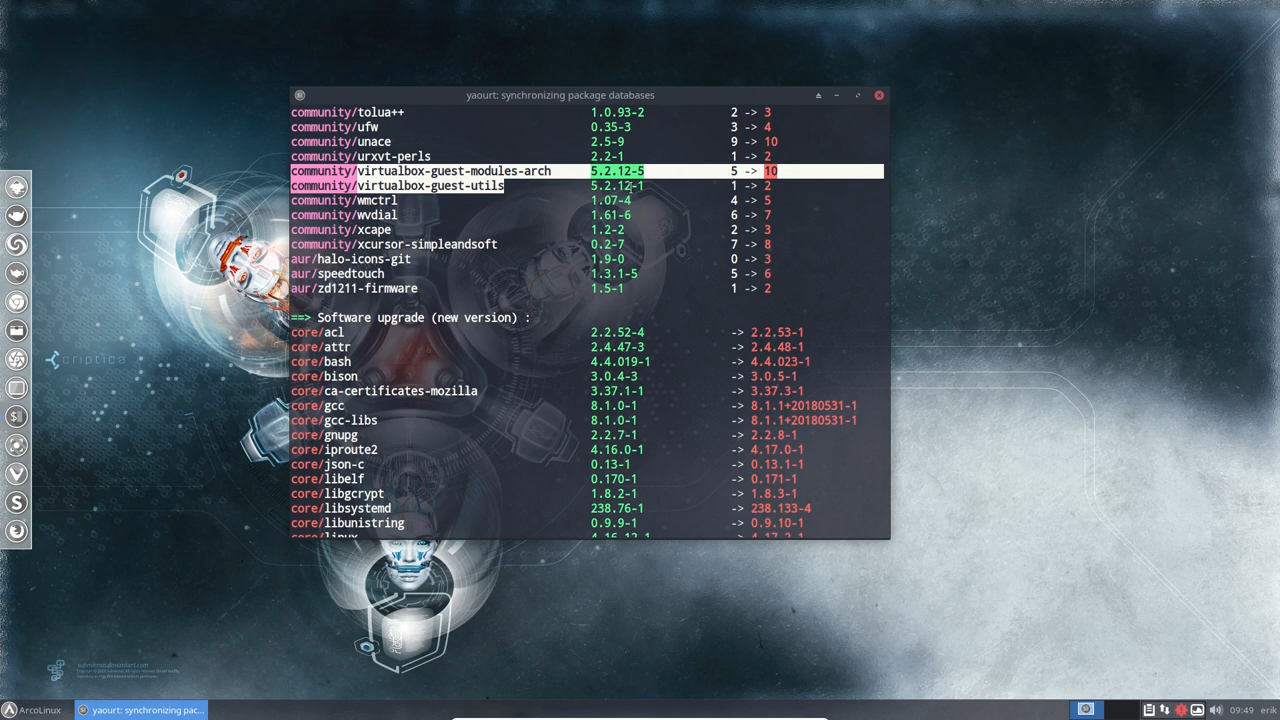 yaourt: synchronizing package databases
community/tolua++ 1.0.93-2 2 -> 3
community/ufw 0.35-3 3 -> 4
community/unace 2.5-9 9 -> 10
community/urxvt-perls 2.2-1 1 -> 2
community/virtualbox-guest-modules-arch 5.2.12-5 5 -> 10
community/virtualbox-guest-utils 5.2.12-1 1 -> 2
community/wmctrl 1.07-4 4 -> 5
community/wvdial 1.61-6 6 -> 7
community/xcape 1.2-2 2 -> 3
community/xcursor-simpleandsoft 0.2-7 7 -> 8
aur/halo-icons-git 1.9-0 0 -> 3
aur/speedtouch 1.3.1-5 5 -> 6
aur/zd1211-firmware 1.5-1 1 -> 2
==> Software upgrade (new version) :
core/acl 2.2.52-4 -> 2.2.53-1
core/attr 2.4.47-3 -> 2.4.48-1
core/bash 4.4.019-1 -> 4.4.023-1
core/bison 3.0.4-3 -> 3.0.5-1
core/ca-certificates-mozilla 3.37.1-1 -> 3.37.3-1
core/gcc 8.1.0-1 -> 8.1.1+20180531-1
core/gcc-libs 8.1.0-1 -> 8.1.1+20180531-1
core/gnupg 2.2.7-1 -> 2.2.8-1
core/iproute2 4.16.0-1 -> 4.17.0-1
core/json-c 0.13-1 -> 0.13.1-1
core/libelf 0.170-1 -> 0.171-1
core/libgcrypt 1.8.2-1 -> 1.8.3-1
core/libsystemd 238.76-1 -> 238.133-4
core/libunistring 0.9.9-1 -> 0.9.10-1
criptica
ArcoLinux
yaourt: synchronizing pac...
09:49 erik